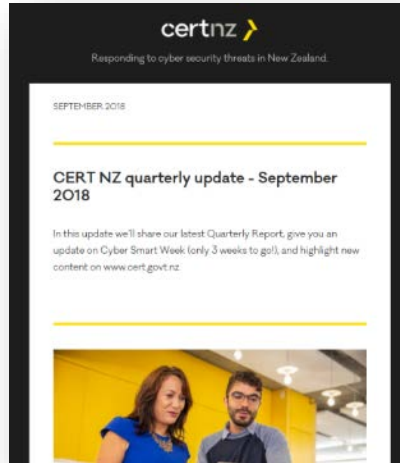 certnz
Responding to cyber security threats in New Zealand.
SEPTEMBER 2018
CERT NZ quarterly update - September
2018
In this update we'll share our latest Quarterly Report, give you an
update on Cyber Smart Week (only 3 weeks to go!), and highlight new
content on www.cert.govt.nz